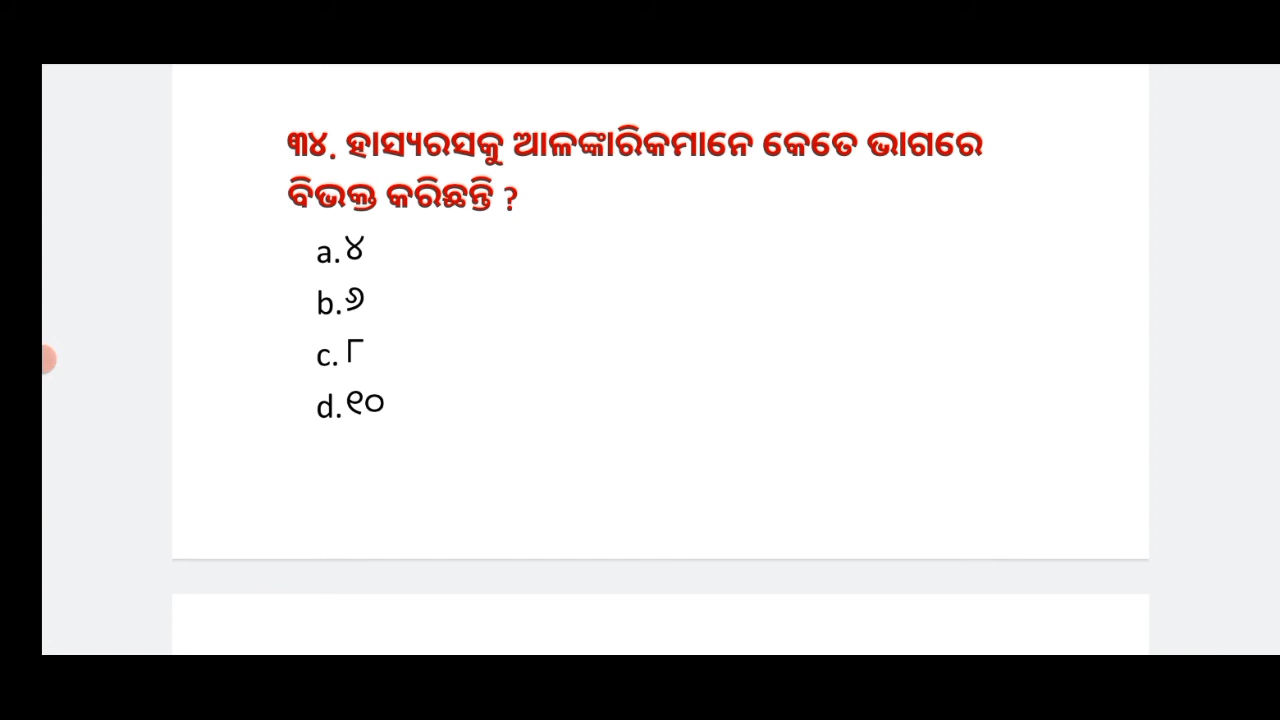 ୩୪. ହାସ୍ୟରସକୁ ଆଳଙ୍କାରିକମାନେ କେତେ ଭାଗରେ
ବିଭକ୍ତ କରିଛନ୍ତି ?
a.୪
b.୬
c.୮
d.୧୦